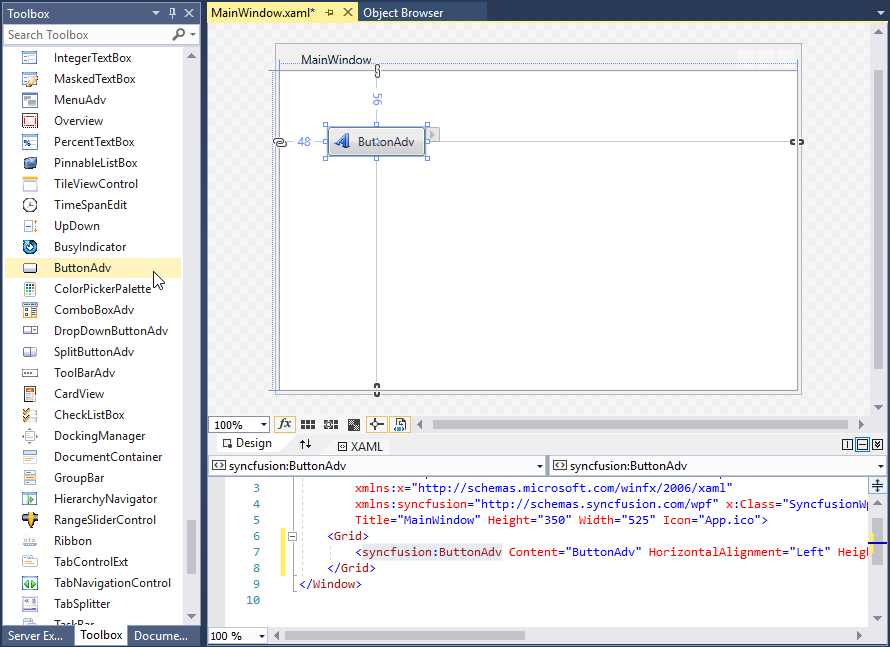 Toolbox
Search Toolbox
IntegerTextBox
MaskedTextBox
MenuAdv
Overview
PercentTextBox
PinnableListBox
TileViewControl
TimeSpanEdit
UpDown
BusyIndicator
ButtonAdv
ColorPickerPalette
ComboBoxAdv
DropDownButtonAdv
SplitButtonAdv
ToolBarAdv
CardView
CheckListBox
DockingManager
DocumentContainer
GroupBar
HierarchyNavigator
RangeSliderControl
Ribbon
TabControlExt
TabNavigationControl
TabSplitter
TaskBar
Server Ex... Toolbox Docume...
MainWindow.xaml* Object Browser
MainWindow
56
48
ButtonAdv
100% fx
Design XAML
syncfusion:ButtonAdv syncfusion:ButtonAdv
3 xmlns:x="http://schemas.microsoft.com/winfx/2006/xaml"
4 xmlns:syncfusion="http://schemas.syncfusion.com/wpf" x:Class="SyncfusionW
5 Title="MainWindow" Height="350" Width="525" Icon="App.ico">
6 <Grid>
7 <syncfusion:ButtonAdv Content="ButtonAdv" HorizontalAlignment="Left" Heigh
8 </Grid>
9 </Window>
10
100 %